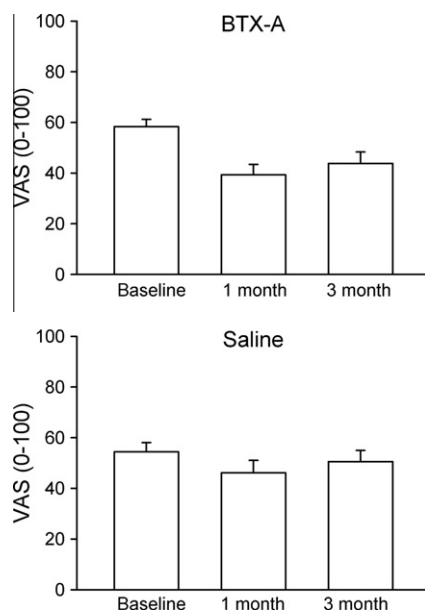 BTX-A
VAS (0-100)
100
80
60
40
20
0
Baseline 1 month 3 month
Saline
VAS (0-100)
100
80
60
40
20
0
Baseline 1 month 3 month